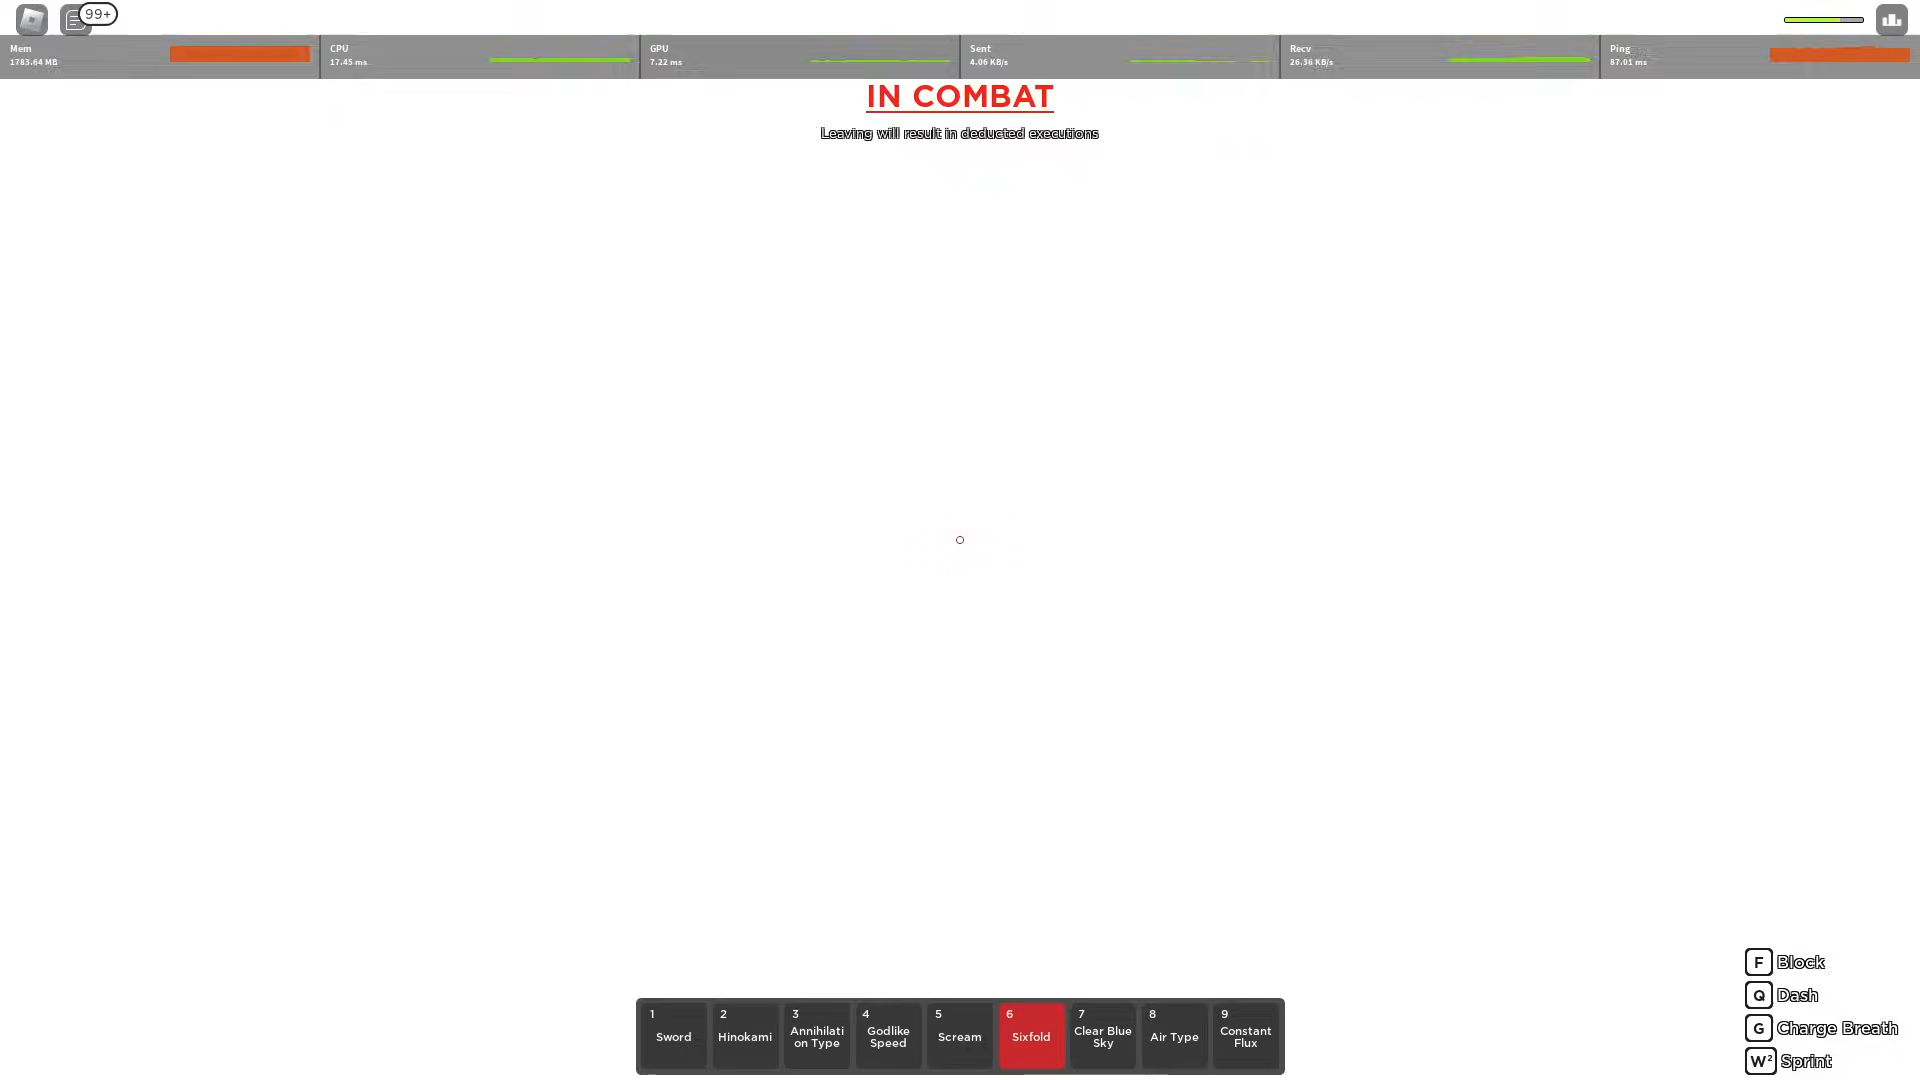 99+
Mem
1783.64 MB
CPU
17.45 ms
GPU
7.22 ms
Sent
4.06 KB/s
Recv
26.36 KB/s
Ping
87.01 ms
IN COMBAT
Leaving will result in deducted executions
F Block
Q Dash
G Charge Breath
W² Sprint
1
Sword
2
Hinokami
3
Annihilati
on Type
4
Godlike
Speed
5
Scream
6
Sixfold
7
Clear Blue
Sky
8
Air Type
9
Constant
Flux